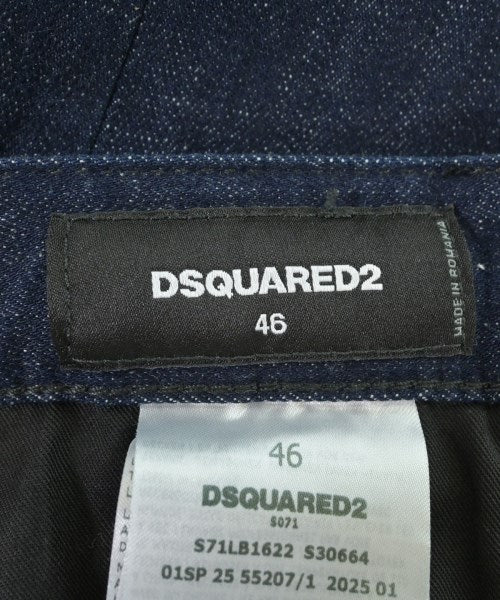 DSQUARED2
46
MADE IN ROMANIA
46
DSQUARED2
S071
S71LB1622 S30664
01SP 25 55207/1 2025 01